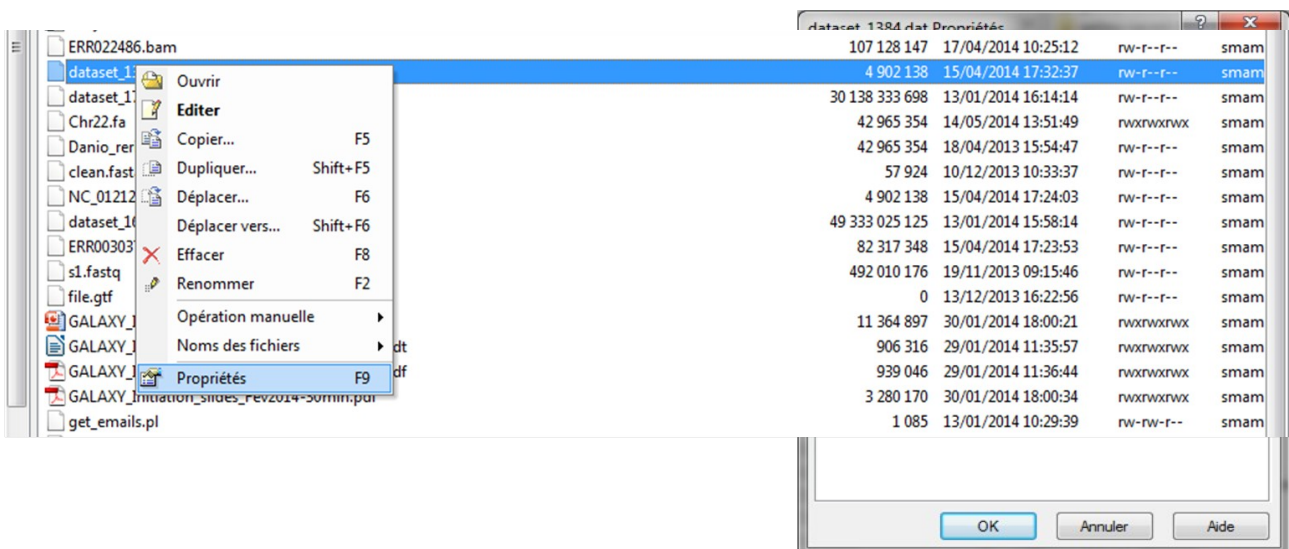 dataset_1384.dat Propriétés
ERR022486.bam 107 128 147 17/04/2014 10:25:12 rw-r--r-- smam
dataset_13 4 902 138 15/04/2014 17:32:37 rw-r--r-- smam
dataset_17 30 138 333 698 13/01/2014 16:14:14 rw-r--r-- smam
Chr22.fa 42 965 354 14/05/2014 13:51:49 rwxrwxrwx smam
Danio_rer 42 965 354 18/04/2013 15:54:47 rw-r--r-- smam
clean.fast 57 924 10/12/2013 10:33:37 rw-r--r-- smam
NC_01212 4 902 138 15/04/2014 17:24:03 rw-r--r-- smam
dataset_16 49 333 025 125 13/01/2014 15:58:14 rw-r--r-- smam
ERR00303 82 317 348 15/04/2014 17:23:53 rw-r--r-- smam
s1.fastq 492 010 176 19/11/2013 09:15:46 rw-r--r-- smam
file.gtf 0 13/12/2013 16:22:56 rw-r--r-- smam
GALAXY_I 11 364 897 30/01/2014 18:00:21 rwxrwxrwx smam
GALAXY_I dt 906 316 29/01/2014 11:35:57 rwxrwxrwx smam
GALAXY_I df 939 046 29/01/2014 11:36:44 rwxrwxrwx smam
GALAXY_Initiation_slides_Fev2014-30min.pdf 3 280 170 30/01/2014 18:00:34 rwxrwxrwx smam
get_emails.pl 1 085 13/01/2014 10:29:39 rw-rw-r-- smam
Ouvrir
Editer
Copier... F5
Dupliquer... Shift+F5
Déplacer... F6
Déplacer vers... Shift+F6
Effacer F8
Renommer F2
Opération manuelle
Noms des fichiers
Propriétés F9
OK Annuler Aide